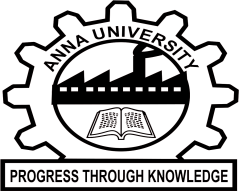 ANNA UNIVERSITY
PROGRESS THROUGH KNOWLEDGE